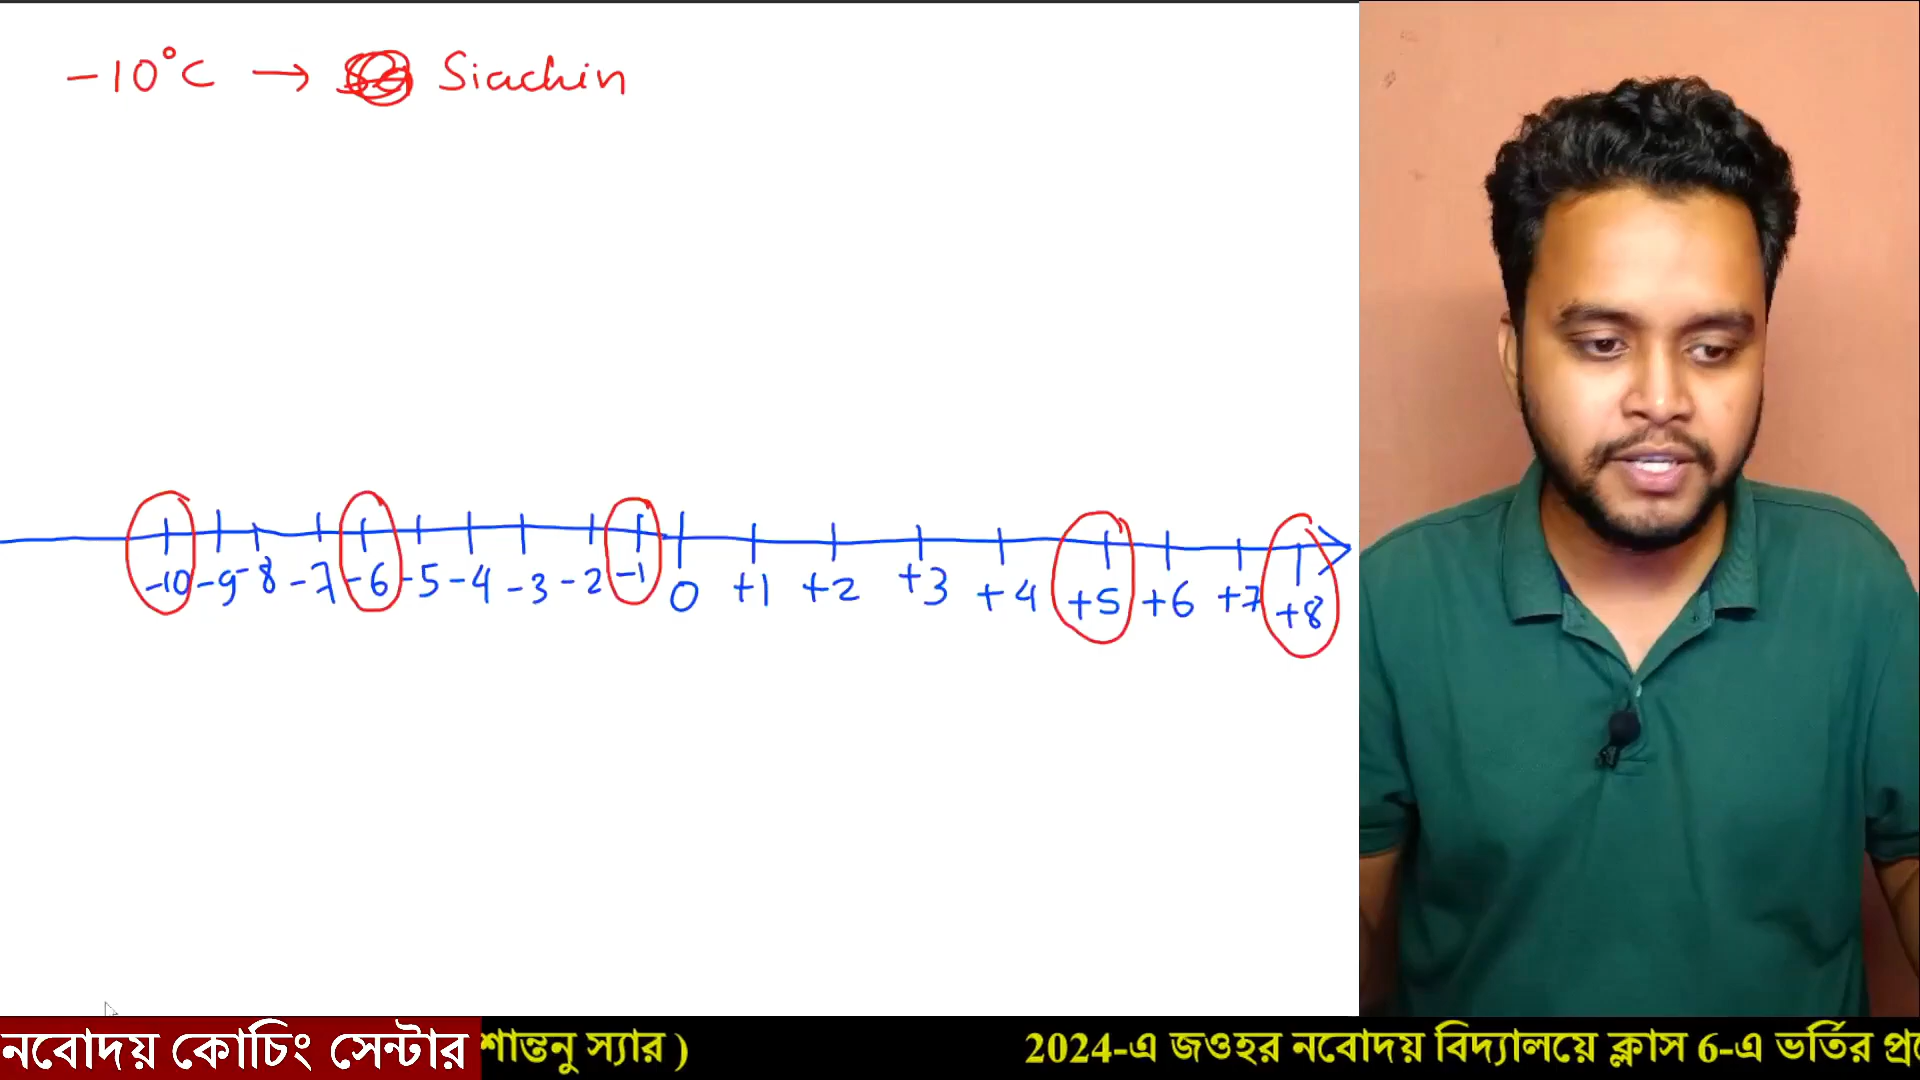 -10°C → Siachin
-10 -9 -8 -7 -6 -5 -4 -3 -2 -1 0 +1 +2 +3 +4 +5 +6 +7 +8
নবোদয় কোচিং সেন্টার শান্তনু স্যার ) 2024-এ জওহর নবোদয় বিদ্যালয়ে ক্লাস 6-এ ভর্তির